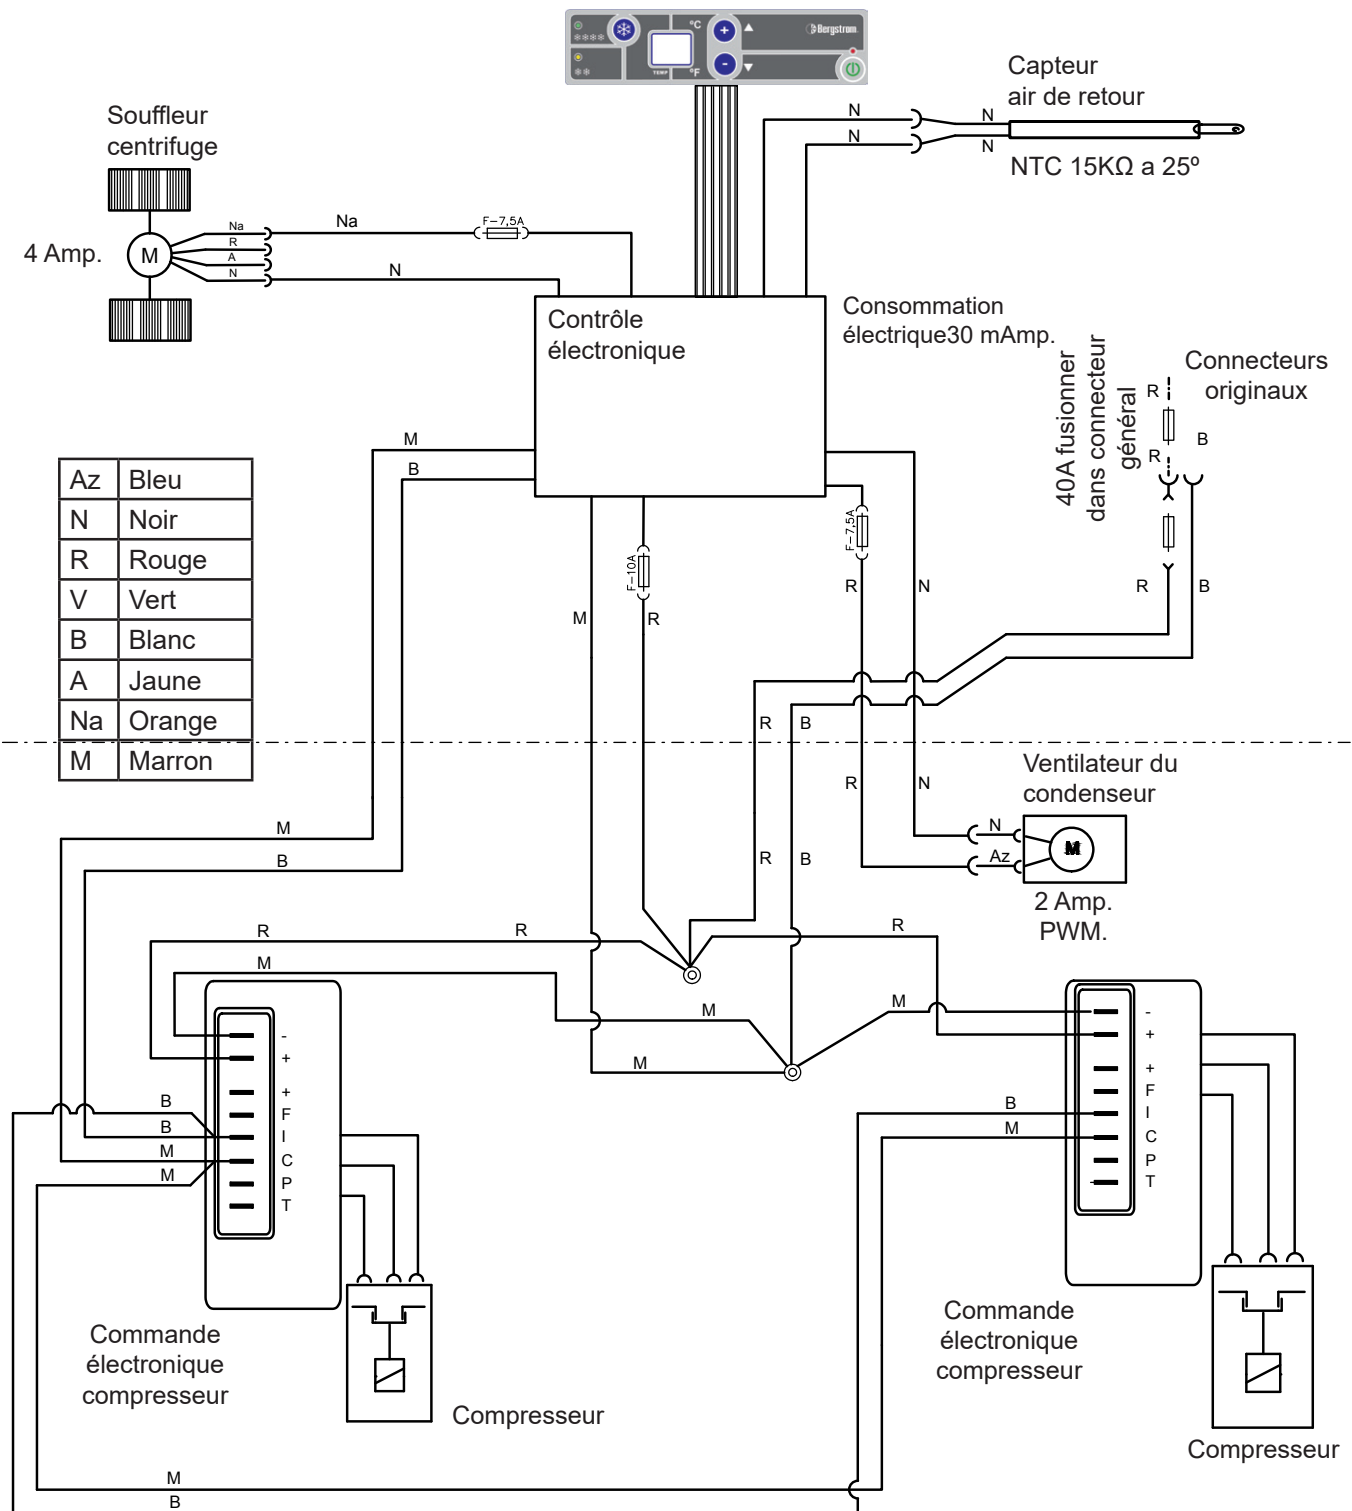 °C
°F
TEMP
+
-
Bergstrom
Capteur
air de retour
N
N
N
N
NTC 15KΩ a 25º
Souffleur
centrifuge
4 Amp.
M
Na
R
A
N
Na
N
F-7,5A
Contrôle
électronique
Consommation
électrique30 mAmp.
40A fusionner
dans connecteur
général
Connecteurs
originaux
R
B
R
R
B
M
B
Az Bleu
N Noir
R Rouge
V Vert
B Blanc
A Jaune
Na Orange
M Marron
F-10A
M
R
F-7,5A
R
N
R
B
R
N
Ventilateur du
condenseur
N
Az
M
2 Amp.
PWM.
M
B
R
B
R
R
R
M
M
M
M
-
+
+
F
I
C
P
T
B
B
M
M
-
+
+
F
I
C
P
T
B
M
Commande
électronique
compresseur
Compresseur
Commande
électronique
compresseur
Compresseur
M
B